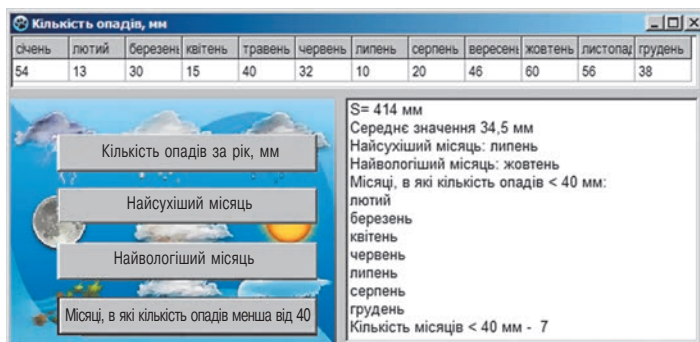 Кількість опадів, мм
січень лютий березень квітень травень червень липень серпень вересень жовтень листопад грудень
54 13 30 15 40 32 10 20 46 60 56 38
Кількість опадів за рік, мм
Найсухіший місяць
Найвологіший місяць
Місяці, в які кількість опадів менша від 40
S= 414 мм
Середнє значення 34,5 мм
Найсухіший місяць: липень
Найвологіший місяць: жовтень
Місяці, в які кількість опадів < 40 мм:
лютий
березень
квітень
червень
липень
серпень
грудень
Кількість місяців < 40 мм - 7